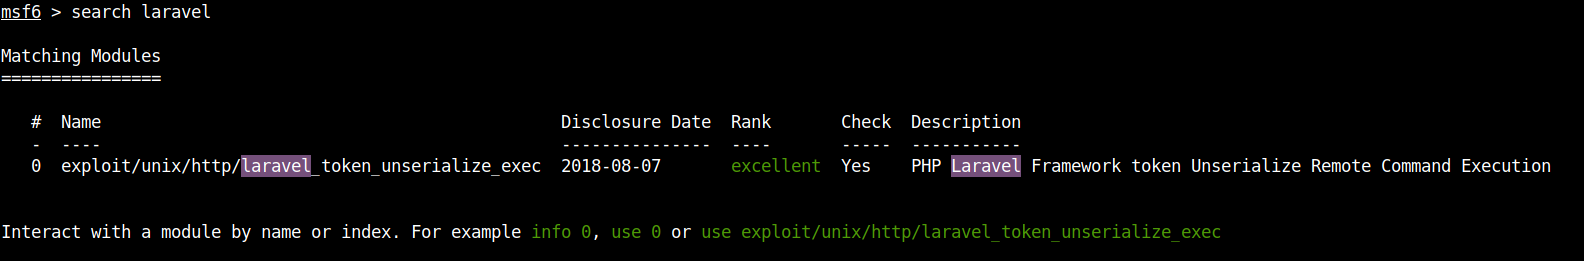 msf6 > search laravel
Matching Modules
================
# Name Disclosure Date Rank Check Description
- ---- --------------- ---- ----- -----------
0 exploit/unix/http/laravel_token_unserialize_exec 2018-08-07 excellent Yes PHP Laravel Framework token Unserialize Remote Command Execution
Interact with a module by name or index. For example info 0, use 0 or use exploit/unix/http/laravel_token_unserialize_exec